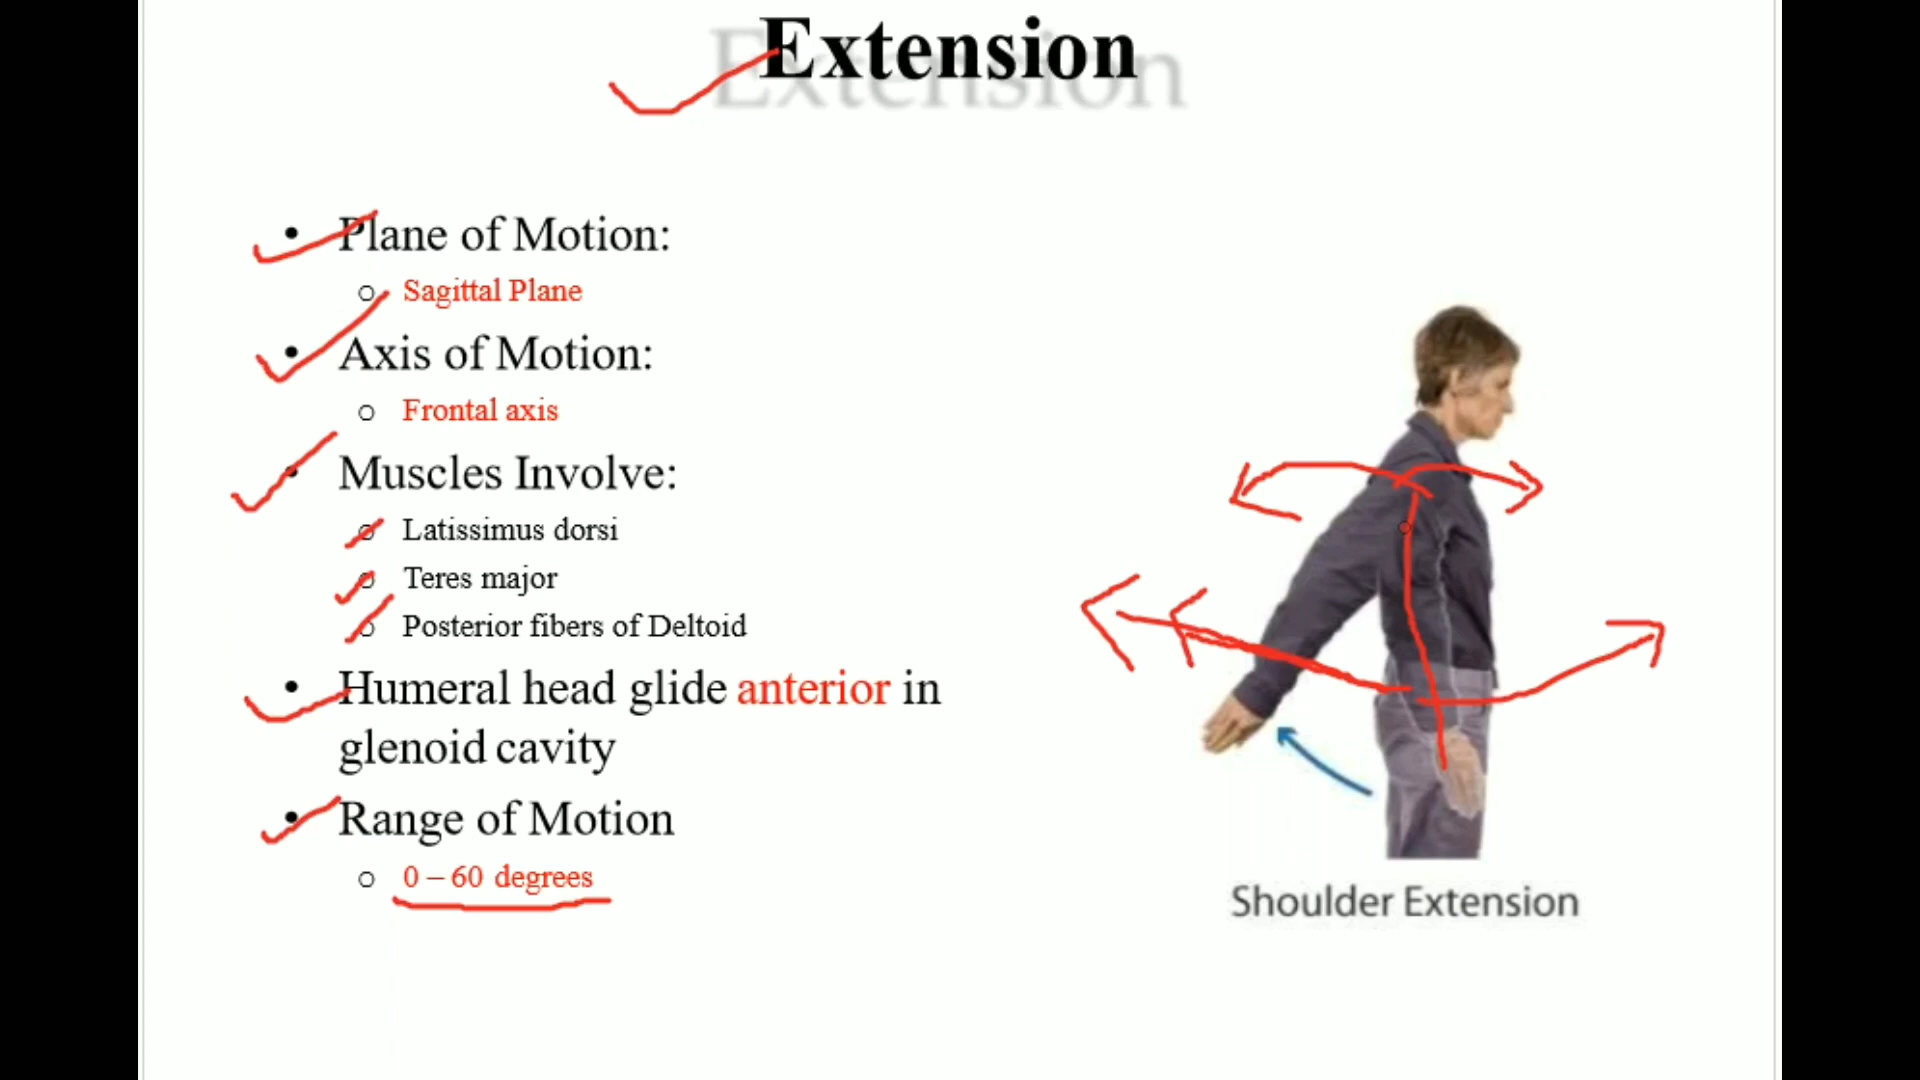 Extension
• Plane of Motion:
o Sagittal Plane
• Axis of Motion:
o Frontal axis
• Muscles Involve:
o Latissimus dorsi
o Teres major
o Posterior fibers of Deltoid
• Humeral head glide anterior in
glenoid cavity
• Range of Motion
o 0 – 60 degrees
Shoulder Extension